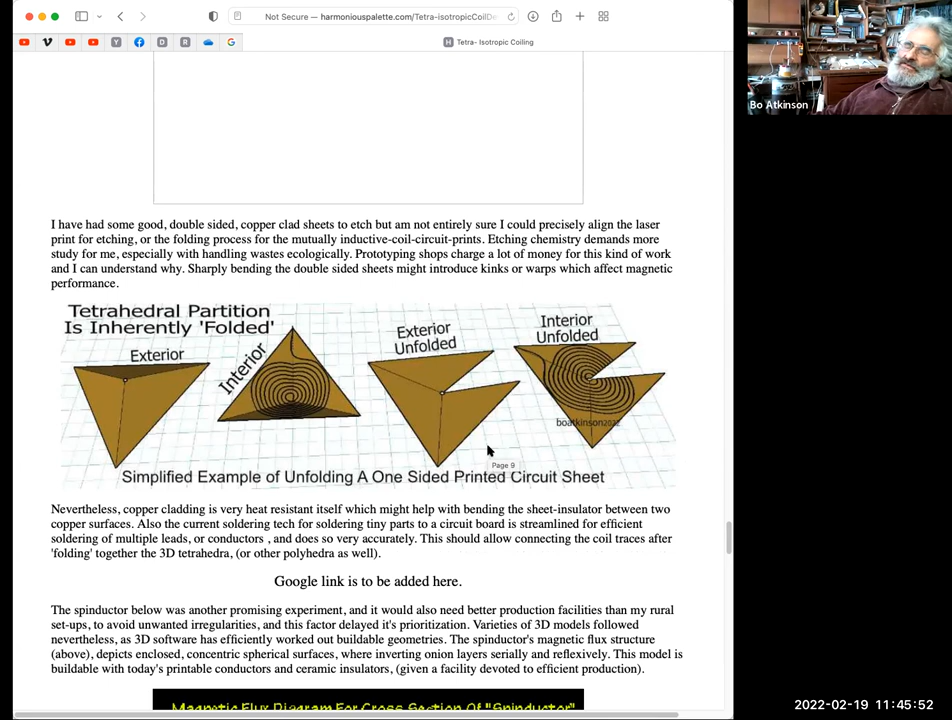 Not Secure — harmoniouspalette.com/Tetra-isotropicCoilDe
Tetra- Isotropic Coiling
Bo Atkinson
I have had some good, double sided, copper clad sheets to etch but am not entirely sure I could precisely align the laser
print for etching, or the folding process for the mutually inductive-coil-circuit-prints. Etching chemistry demands more
study for me, especially with handling wastes ecologically. Prototyping shops charge a lot of money for this kind of work
and I can understand why. Sharply bending the double sided sheets might introduce kinks or warps which affect magnetic
performance.
Tetrahedral Partition
Is Inherently 'Folded'
Exterior
Interior
Exterior
Unfolded
Interior
Unfolded
boatkinson2022
Page 9
Simplified Example of Unfolding A One Sided Printed Circuit Sheet
Nevertheless, copper cladding is very heat resistant itself which might help with bending the sheet-insulator between two
copper surfaces. Also the current soldering tech for soldering tiny parts to a circuit board is streamlined for efficient
soldering of multiple leads, or conductors , and does so very accurately. This should allow connecting the coil traces after
'folding' together the 3D tetrahedra, (or other polyhedra as well).
Google link is to be added here.
The spinductor below was another promising experiment, and it would also need better production facilities than my rural
set-ups, to avoid unwanted irregularities, and this factor delayed it's prioritization. Varieties of 3D models followed
nevertheless, as 3D software has efficiently worked out buildable geometries. The spinductor's magnetic flux structure
(above), depicts enclosed, concentric spherical surfaces, where inverting onion layers serially and reflexively. This model is
buildable with today's printable conductors and ceramic insulators, (given a facility devoted to efficient production).
Magnetic Flux Diagram For Cross Section Of "Spinductor"
2022-02-19 11:45:52